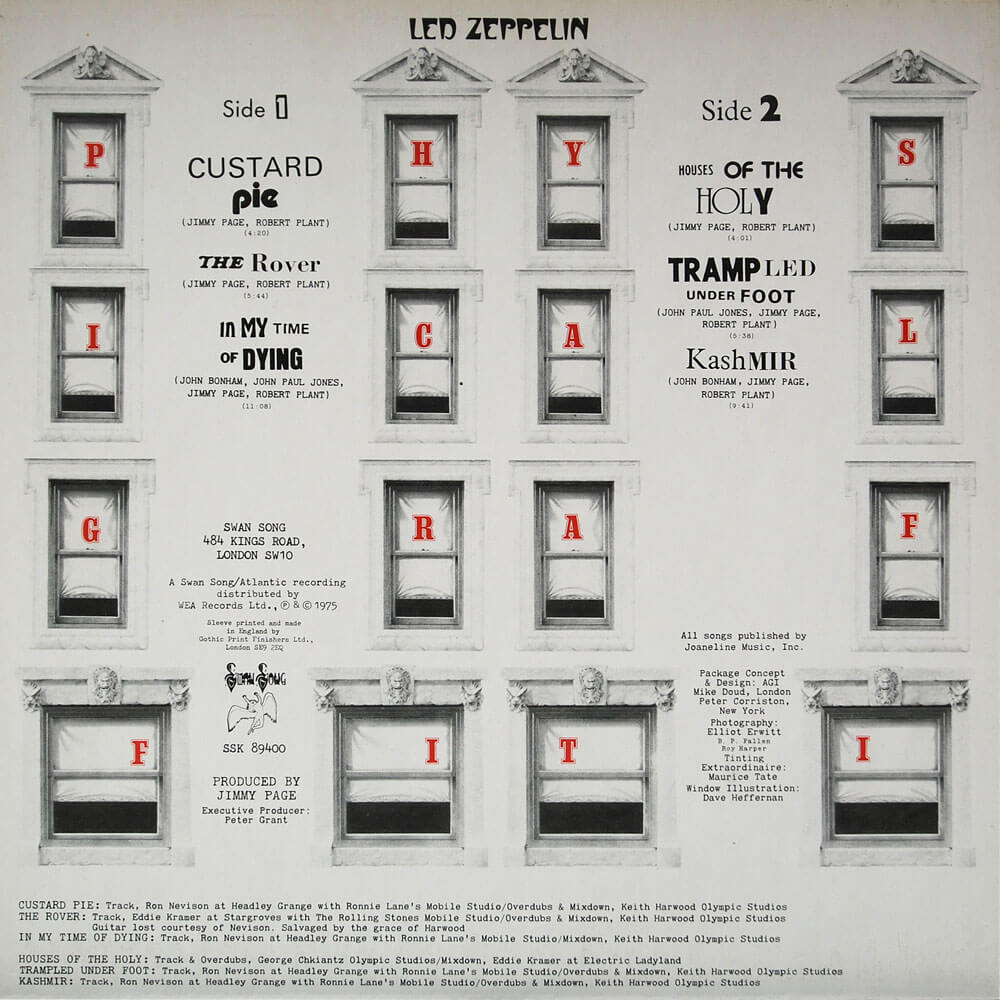 LED ZEPPELIN
P
H
Y
S
I
C
A
L
G
R
A
F
F
I
T
I
Side 1
CUSTARD
pie
(JIMMY PAGE, ROBERT PLANT)
(4:20)
THE Rover
(JIMMY PAGE, ROBERT PLANT)
(5:44)
In MY TIME
OF DYING
(JOHN BONHAM, JOHN PAUL JONES,
JIMMY PAGE, ROBERT PLANT)
(11:08)
Side 2
HOUSES OF THE
HOLY
(JIMMY PAGE, ROBERT PLANT)
(4:01)
TRAMPLED
UNDER FOOT
(JOHN PAUL JONES, JIMMY PAGE,
ROBERT PLANT)
(5:38)
KashMIR
(JOHN BONHAM, JIMMY PAGE,
ROBERT PLANT)
(9:41)
SWAN SONG
484 KINGS ROAD,
LONDON SW10
A Swan Song/Atlantic recording
distributed by
WEA Records Ltd., ℗ & © 1975
Sleeve printed and made
in England by
Gothic Print Finishers Ltd.,
London SE9 2EQ
Swan Song
SSK 89400
PRODUCED BY
JIMMY PAGE
Executive Producer:
Peter Grant
All songs published by
Joaneline Music, Inc.
Package Concept
& Design: AGI
Mike Doud, London
Peter Corriston,
New York
Photography:
Elliot Erwitt
B. P. Fallen
Roy Harper
Tinting
Extraordinaire:
Maurice Tate
Window Illustration:
Dave Heffernan
CUSTARD PIE: Track, Ron Nevison at Headley Grange with Ronnie Lane's Mobile Studio/Overdubs & Mixdown, Keith Harwood Olympic Studios
THE ROVER: Track, Eddie Kramer at Stargroves with The Rolling Stones Mobile Studio/Overdubs & Mixdown, Keith Harwood Olympic Studios
Guitar lost courtesy of Nevison. Salvaged by the grace of Harwood
IN MY TIME OF DYING: Track, Ron Nevison at Headley Grange with Ronnie Lane's Mobile Studio/Mixdown, Keith Harwood Olympic Studios
HOUSES OF THE HOLY: Track & Overdubs, George Chkiantz Olympic Studios/Mixdown, Eddie Kramer at Electric Ladyland
TRAMPLED UNDER FOOT: Track, Ron Nevison at Headley Grange with Ronnie Lane's Mobile Studio/Overdubs & Mixdown, Keith Harwood Olympic Studios
KASHMIR: Track, Ron Nevison at Headley Grange with Ronnie Lane's Mobile Studio/Overdubs & Mixdown, Keith Harwood Olympic Studios